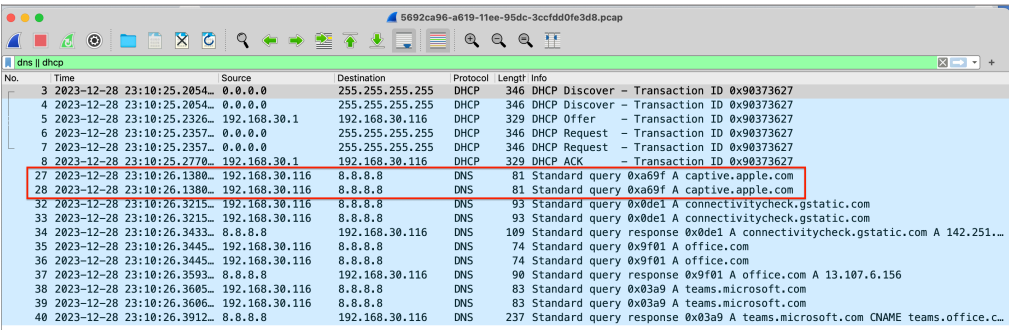 5692ca96-a619-11ee-95dc-3ccfdd0fe3d8.pcap
dns || dhcp
No. Time Source Destination Protocol Length Info
3 2023-12-28 23:10:25.2054… 0.0.0.0 255.255.255.255 DHCP 346 DHCP Discover - Transaction ID 0x90373627
4 2023-12-28 23:10:25.2054… 0.0.0.0 255.255.255.255 DHCP 346 DHCP Discover - Transaction ID 0x90373627
5 2023-12-28 23:10:25.2326… 192.168.30.1 192.168.30.116 DHCP 329 DHCP Offer - Transaction ID 0x90373627
6 2023-12-28 23:10:25.2357… 0.0.0.0 255.255.255.255 DHCP 346 DHCP Request - Transaction ID 0x90373627
7 2023-12-28 23:10:25.2357… 0.0.0.0 255.255.255.255 DHCP 346 DHCP Request - Transaction ID 0x90373627
8 2023-12-28 23:10:25.2770… 192.168.30.1 192.168.30.116 DHCP 329 DHCP ACK - Transaction ID 0x90373627
27 2023-12-28 23:10:26.1380… 192.168.30.116 8.8.8.8 DNS 81 Standard query 0xa69f A captive.apple.com
28 2023-12-28 23:10:26.1380… 192.168.30.116 8.8.8.8 DNS 81 Standard query 0xa69f A captive.apple.com
32 2023-12-28 23:10:26.3215… 192.168.30.116 8.8.8.8 DNS 93 Standard query 0x0de1 A connectivitycheck.gstatic.com
33 2023-12-28 23:10:26.3215… 192.168.30.116 8.8.8.8 DNS 93 Standard query 0x0de1 A connectivitycheck.gstatic.com
34 2023-12-28 23:10:26.3433… 8.8.8.8 192.168.30.116 DNS 109 Standard query response 0x0de1 A connectivitycheck.gstatic.com A 142.251.…
35 2023-12-28 23:10:26.3445… 192.168.30.116 8.8.8.8 DNS 74 Standard query 0x9f01 A office.com
36 2023-12-28 23:10:26.3445… 192.168.30.116 8.8.8.8 DNS 74 Standard query 0x9f01 A office.com
37 2023-12-28 23:10:26.3593… 8.8.8.8 192.168.30.116 DNS 90 Standard query response 0x9f01 A office.com A 13.107.6.156
38 2023-12-28 23:10:26.3605… 192.168.30.116 8.8.8.8 DNS 83 Standard query 0x03a9 A teams.microsoft.com
39 2023-12-28 23:10:26.3606… 192.168.30.116 8.8.8.8 DNS 83 Standard query 0x03a9 A teams.microsoft.com
40 2023-12-28 23:10:26.3912… 8.8.8.8 192.168.30.116 DNS 237 Standard query response 0x03a9 A teams.microsoft.com CNAME teams.office.c…